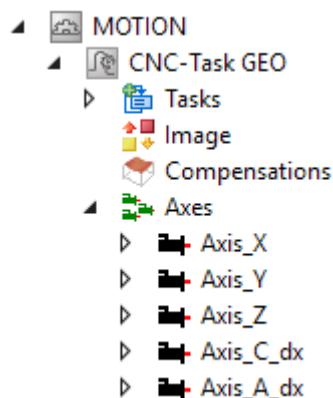 MOTION
CNC-Task GEO
Tasks
Image
Compensations
Axes
Axis_X
Axis_Y
Axis_Z
Axis_C_dx
Axis_A_dx